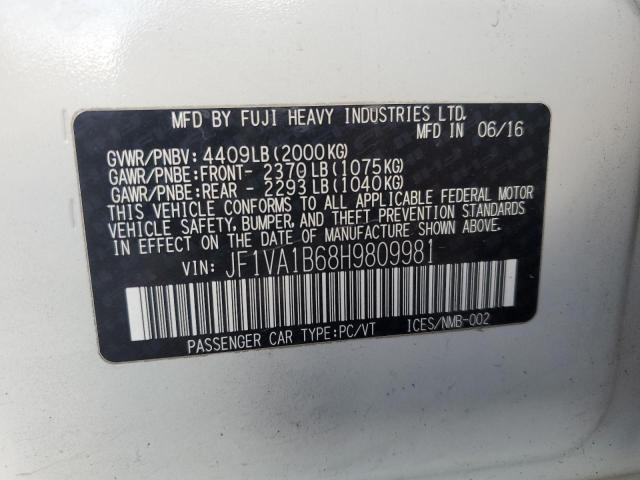 MFD BY FUJI HEAVY INDUSTRIES LTD.
MFD IN 06/16
GVWR/PNBV: 4409LB(2000KG)
GAWR/PNBE:FRONT- 2370LB(1075KG)
GAWR/PNBE:REAR - 2293LB(1040KG)
THIS VEHICLE CONFORMS TO ALL APPLICABLE FEDERAL MOTOR
VEHICLE SAFETY, BUMPER, AND THEFT PREVENTION STANDARDS
IN EFFECT ON THE DATE OF MANUFACTURE SHOWN ABOVE.
VIN: JF1VA1B68H9809981
PASSENGER CAR TYPE:PC/VT ICES/NMB-002